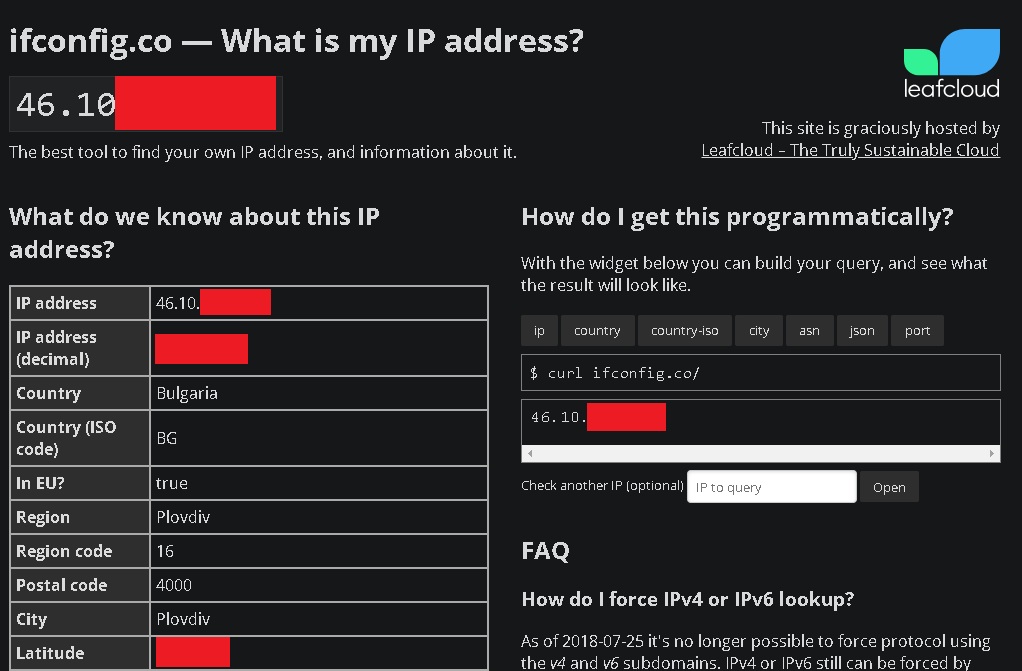 ifconfig.co — What is my IP address?
46.10
The best tool to find your own IP address, and information about it.
leafcloud
This site is graciously hosted by
Leafcloud – The Truly Sustainable Cloud
What do we know about this IP
address?
IP address 46.10.
IP address
(decimal)
Country Bulgaria
Country (ISO
code) BG
In EU? true
Region Plovdiv
Region code 16
Postal code 4000
City Plovdiv
Latitude
How do I get this programmatically?
With the widget below you can build your query, and see what
the result will look like.
ip country country-iso city asn json port
$ curl ifconfig.co/
46.10.
Check another IP (optional) IP to query Open
FAQ
How do I force IPv4 or IPv6 lookup?
As of 2018-07-25 it's no longer possible to force protocol using
the v4 and v6 subdomains. IPv4 or IPv6 still can be forced by